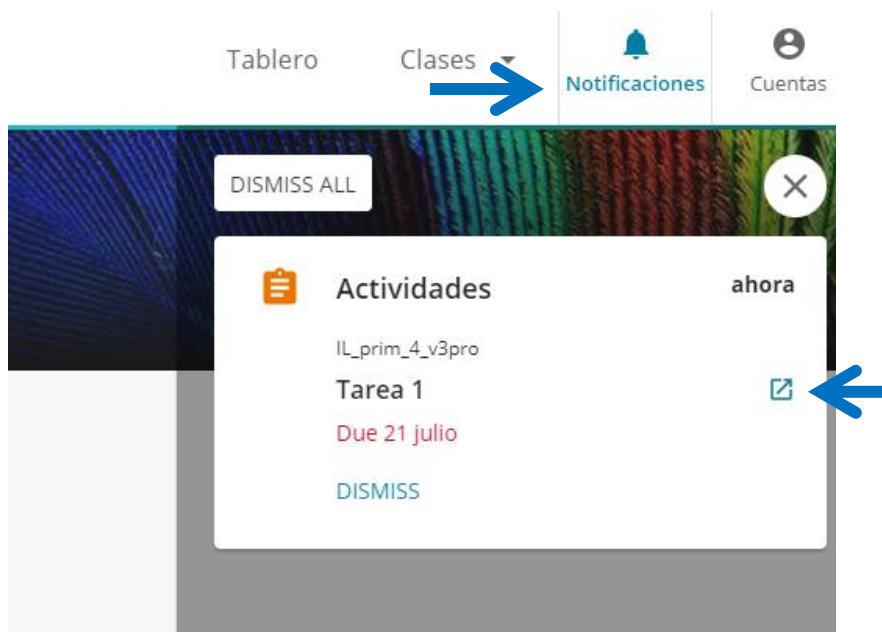 Tablero Clases
Notificaciones Cuentas
DISMISS ALL
Actividades ahora
IL_prim_4_v3pro
Tarea 1
Due 21 julio
DISMISS